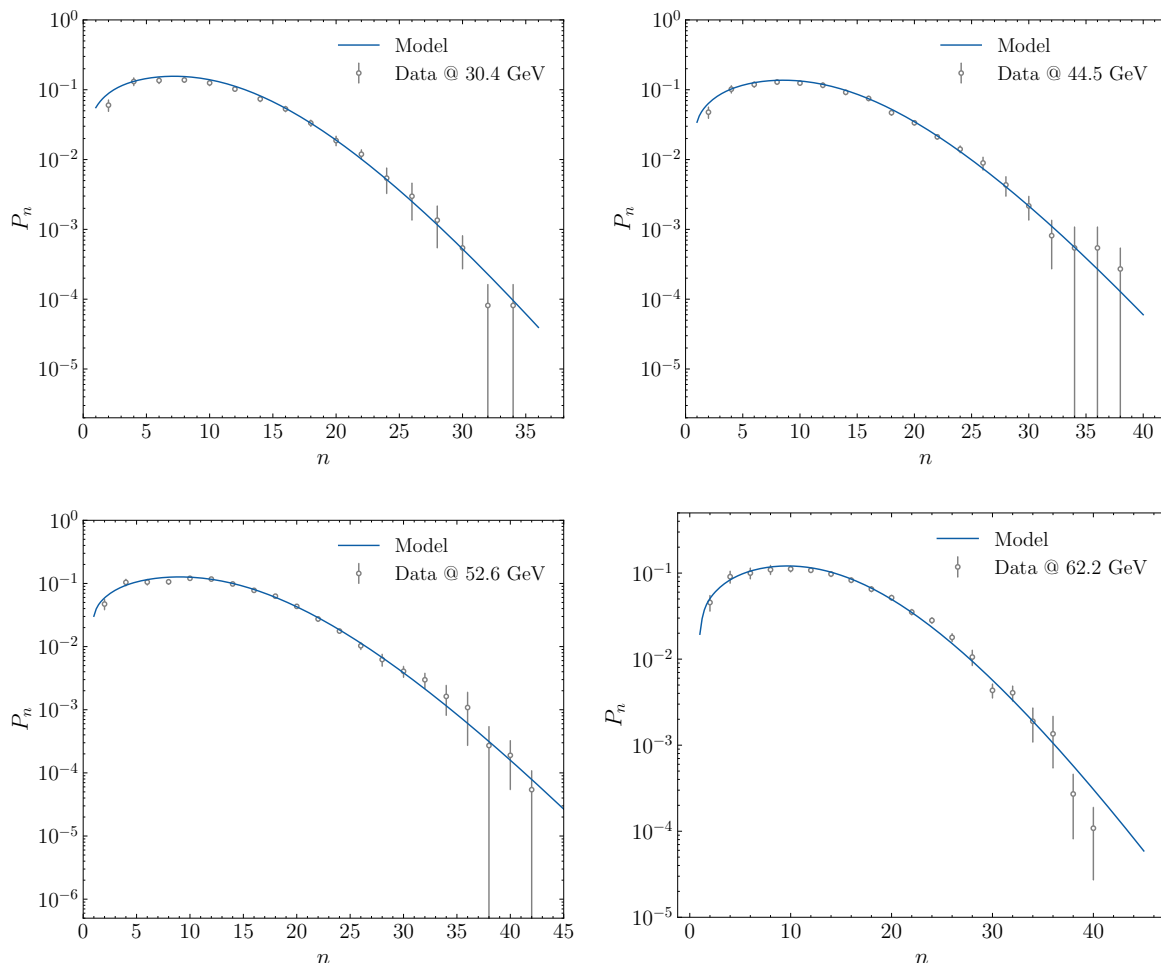 Model
Data @ 30.4 GeV
10^0
10^-1
10^-2
10^-3
10^-4
10^-5
P_n
0 5 10 15 20 25 30 35
n
Model
Data @ 44.5 GeV
10^0
10^-1
10^-2
10^-3
10^-4
10^-5
P_n
0 5 10 15 20 25 30 35 40
n
Model
Data @ 52.6 GeV
10^0
10^-1
10^-2
10^-3
10^-4
10^-5
10^-6
P_n
0 5 10 15 20 25 30 35 40 45
n
Model
Data @ 62.2 GeV
10^-1
10^-2
10^-3
10^-4
10^-5
P_n
0 10 20 30 40
n